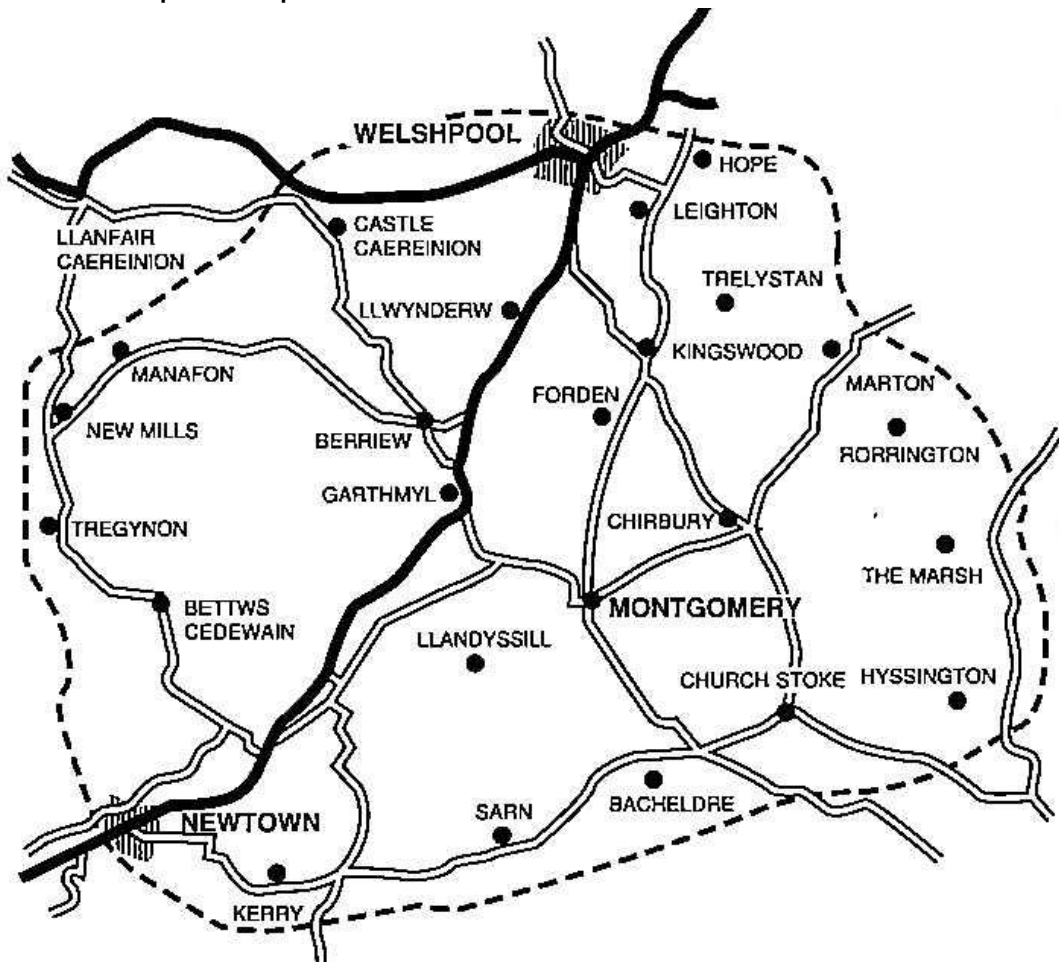 WELSHPOOL
HOPE
LEIGHTON
CASTLE
CAEREINION
LLANFAIR
CAEREINION
TRELYSTAN
LLWYNDERW
KINGSWOOD
MANAFON
MARTON
FORDEN
NEW MILLS
BERRIEW
RORRINGTON
GARTHMYL
CHIRBURY
TREGYNON
THE MARSH
BETTWS
CEDEWAIN
MONTGOMERY
LLANDYSSILL
CHURCH STOKE
HYSSINGTON
BACHELDRE
SARN
NEWTOWN
KERRY